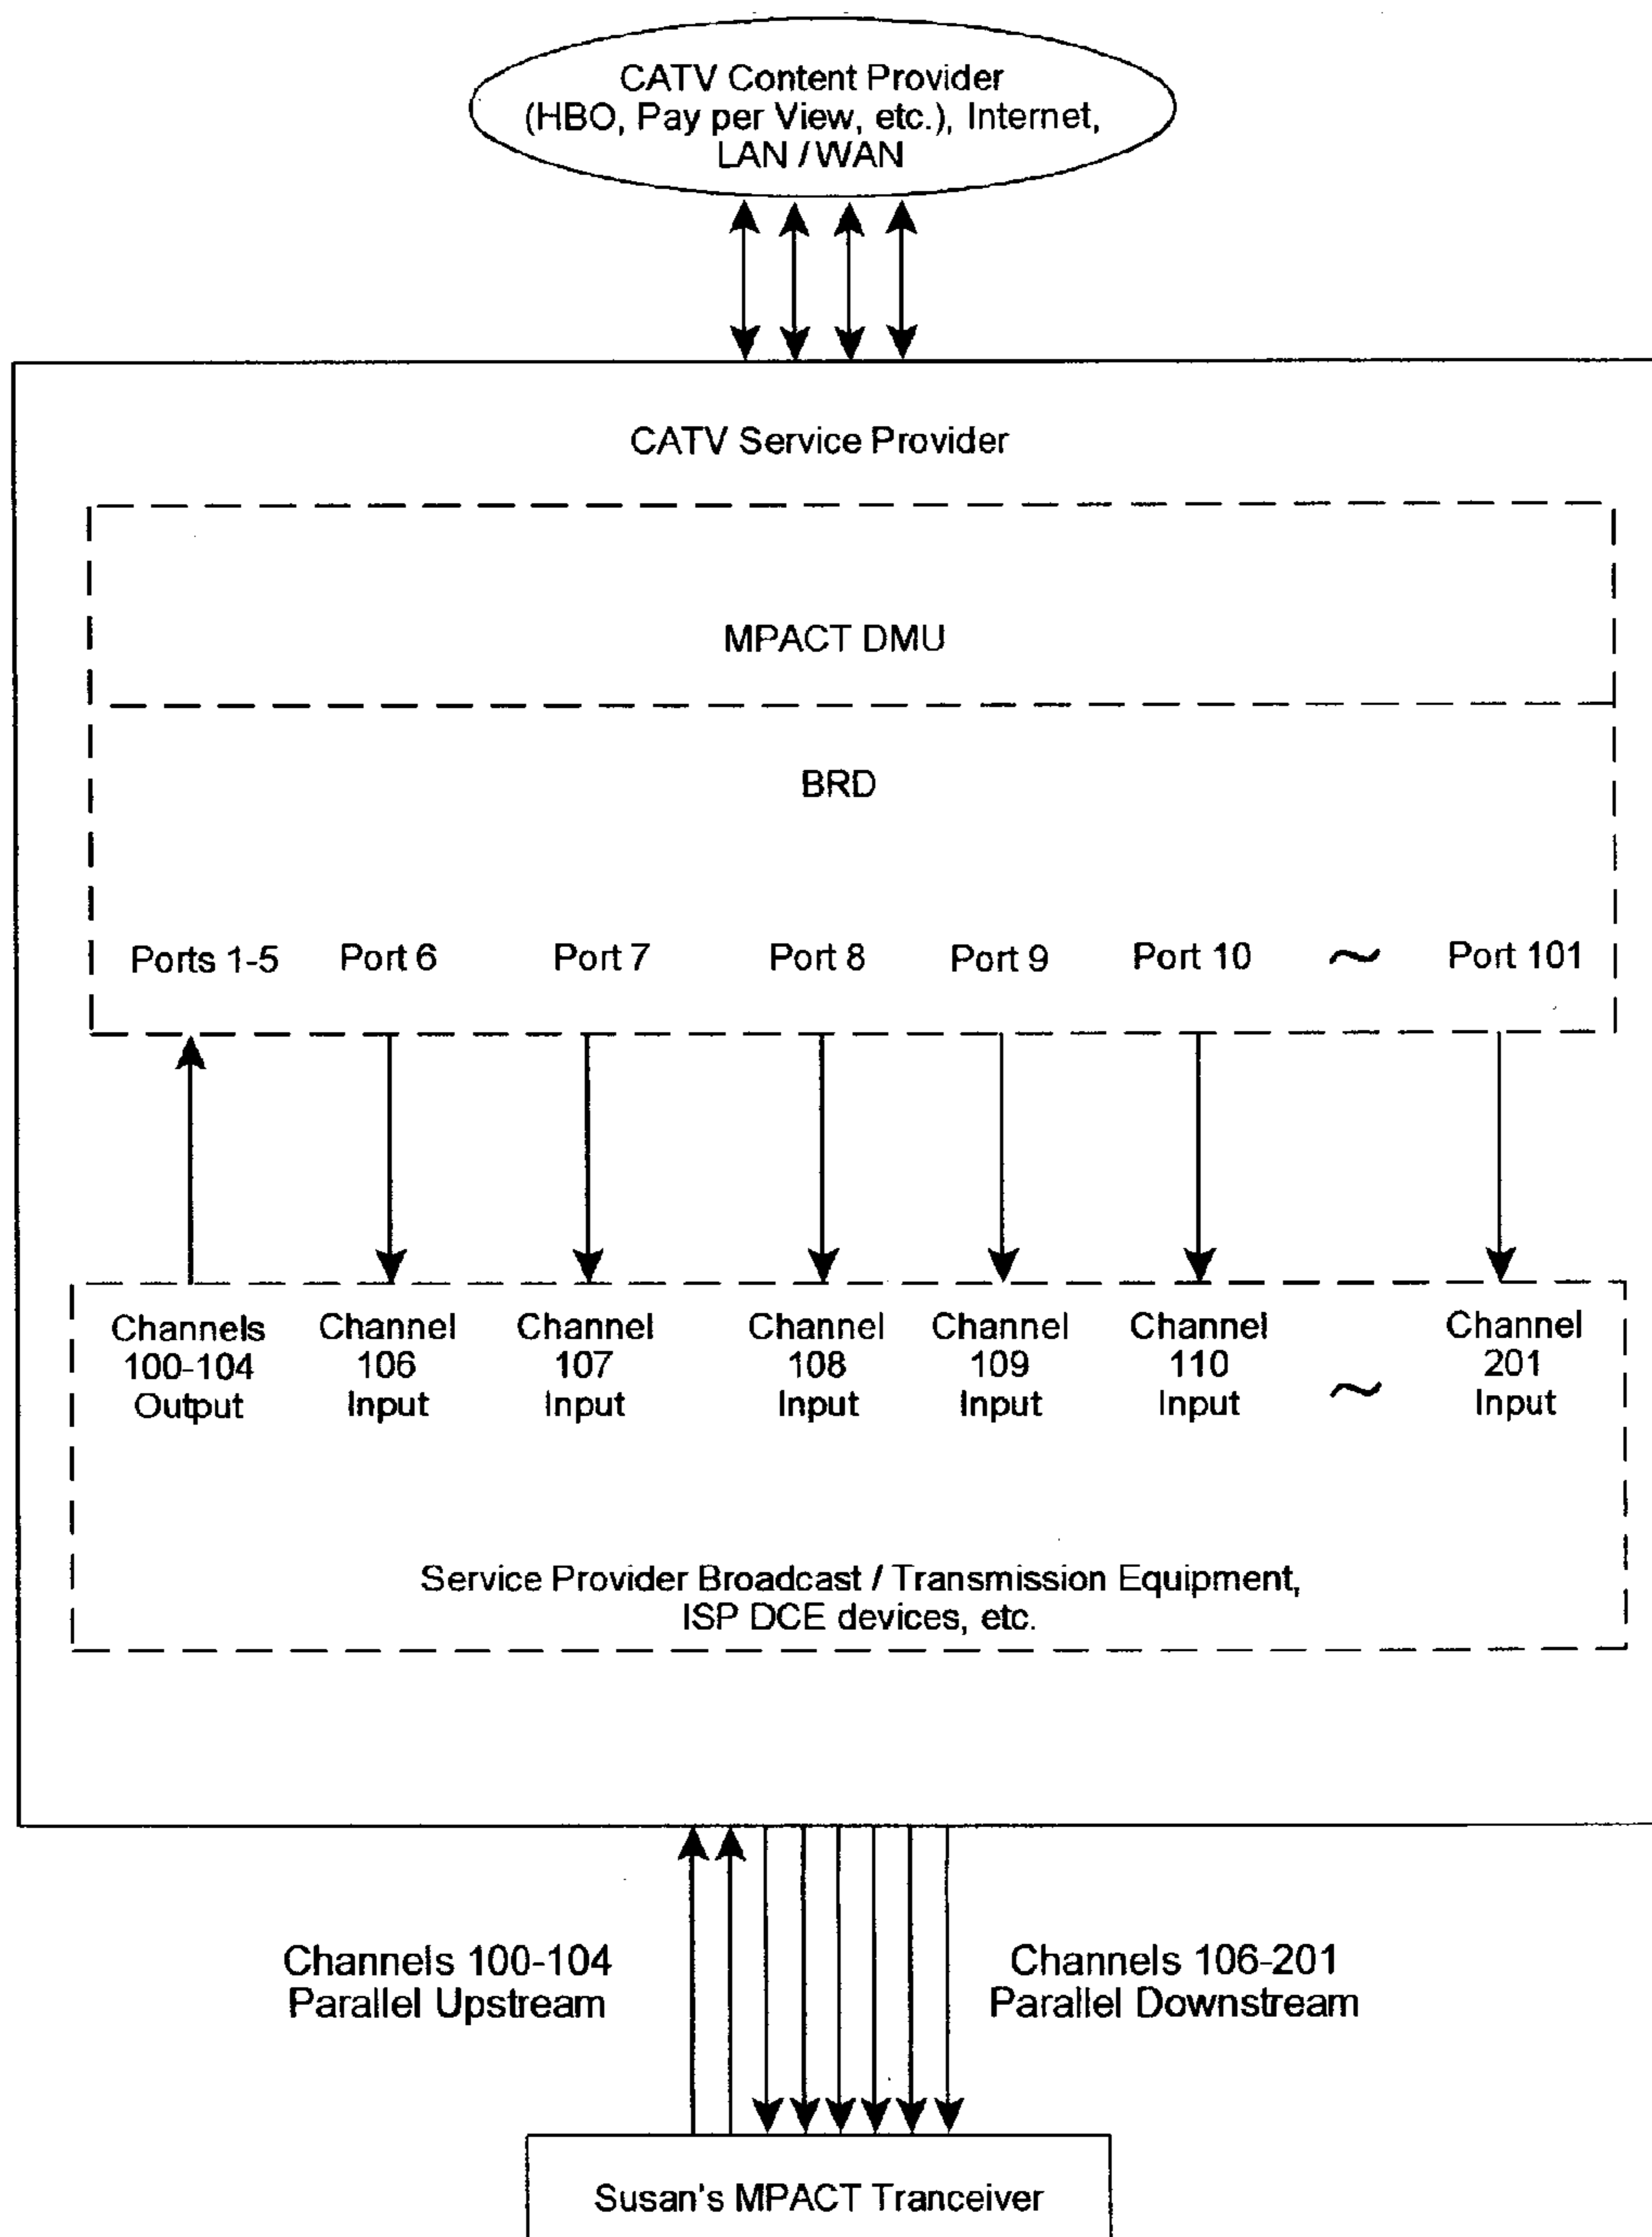 CATV Content Provider
(HBO, Pay per View, etc.), Internet,
LAN / WAN
CATV Service Provider
MPACT DMU
BRD
Ports 1-5 Port 6 Port 7 Port 8 Port 9 Port 10 ~ Port 101
Channels Channel Channel Channel Channel Channel Channel
100-104 106 107 108 109 110 ~ 201
Output Input Input Input Input Input Input
Service Provider Broadcast / Transmission Equipment,
ISP DCE devices, etc.
Channels 100-104 Channels 106-201
Parallel Upstream Parallel Downstream
Susan's MPACT Tranceiver